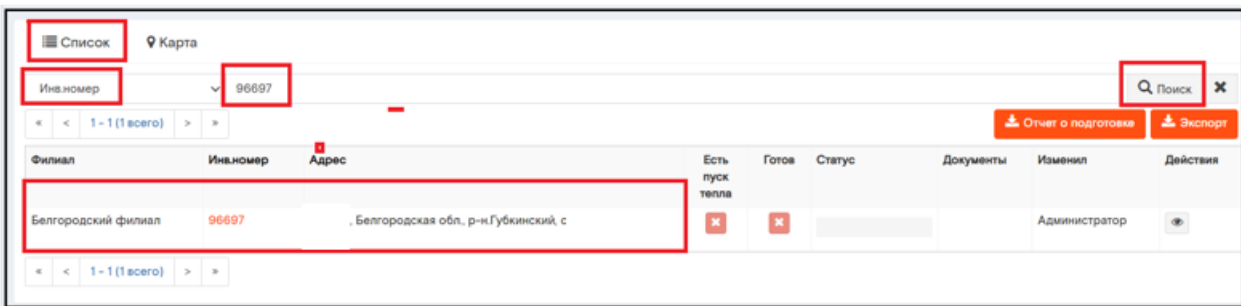 Список Карта
Инв.номер 96697 Поиск
« < 1 - 1 (1 всего) > » Отчет о подготовке Экспорт
Филиал Инв.номер Адрес Есть пуск тепла Готов Статус Документы Изменил Действия
Белгородский филиал 96697 , Белгородская обл., р-н.Губкинский, с Администратор
« < 1 - 1 (1 всего) > »